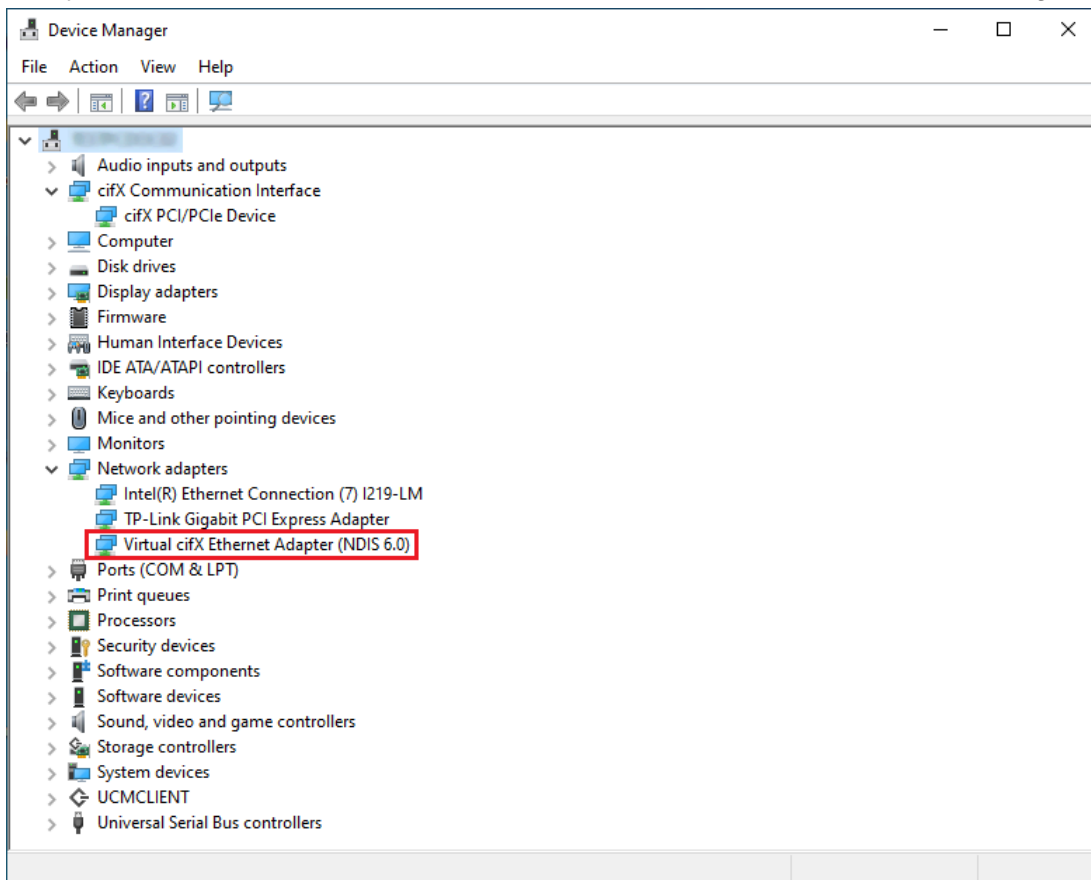 Device Manager
File Action View Help
Audio inputs and outputs
cifX Communication Interface
cifX PCI/PCIe Device
Computer
Disk drives
Display adapters
Firmware
Human Interface Devices
IDE ATA/ATAPI controllers
Keyboards
Mice and other pointing devices
Monitors
Network adapters
Intel(R) Ethernet Connection (7) I219-LM
TP-Link Gigabit PCI Express Adapter
Virtual cifX Ethernet Adapter (NDIS 6.0)
Ports (COM & LPT)
Print queues
Processors
Security devices
Software components
Software devices
Sound, video and game controllers
Storage controllers
System devices
UCMCLIENT
Universal Serial Bus controllers